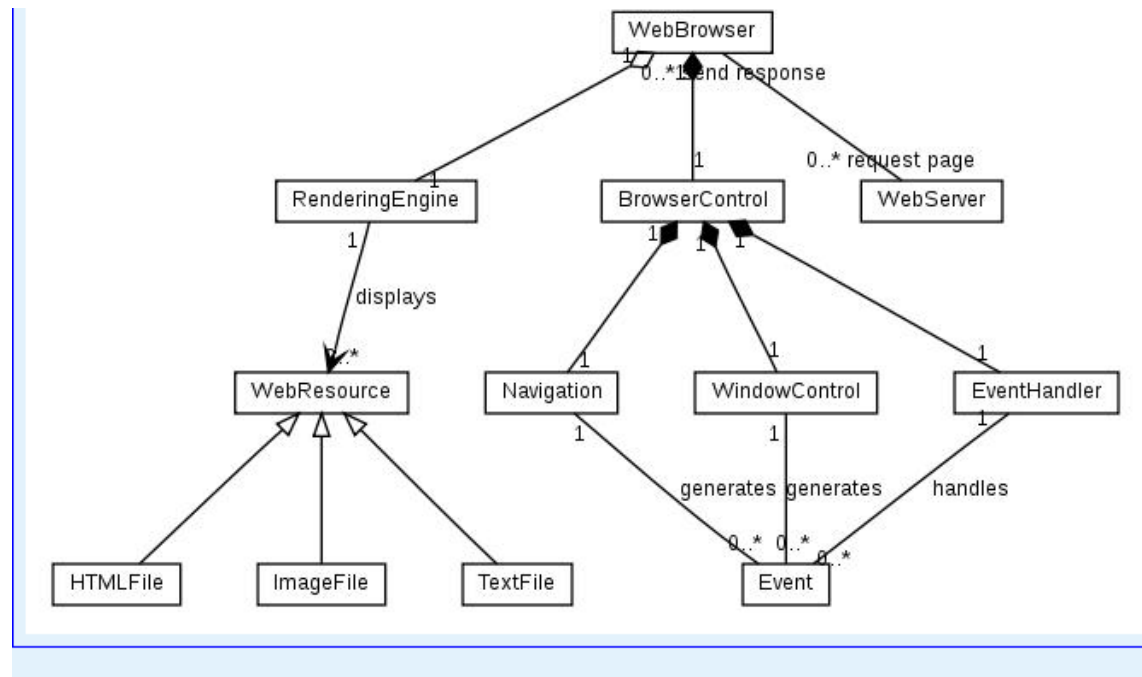 WebBrowser
1
0..* 1 send response
1
1
0..* request page
RenderingEngine
BrowserControl
WebServer
1
1
1
1
displays
0..*
1
1
1
WebResource
Navigation
WindowControl
EventHandler
1
1
1
generates
generates
handles
0..*
0..*
0..*
HTMLFile
ImageFile
TextFile
Event